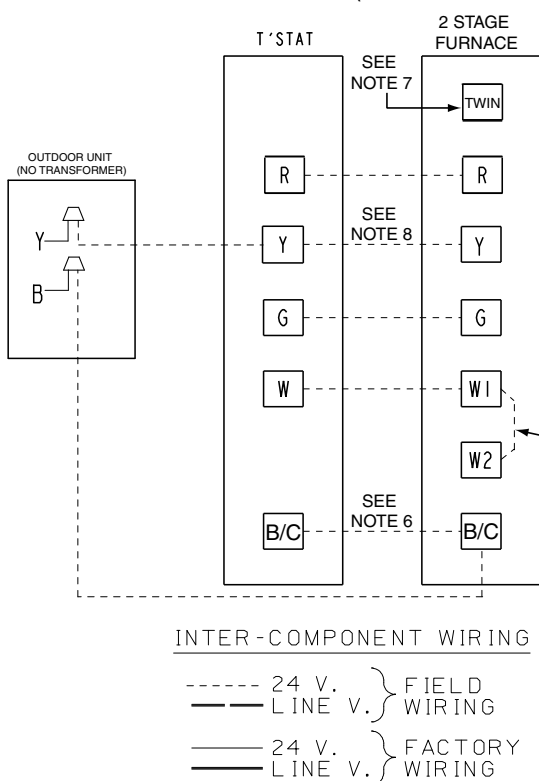 T'STAT
2 STAGE
FURNACE
SEE
NOTE 7
TWIN
OUTDOOR UNIT
(NO TRANSFORMER)
R
R
SEE
NOTE 8
Y
Y
Y
B
G
G
W
W1
W2
SEE
NOTE 6
B/C
B/C
INTER-COMPONENT WIRING
24 V.
LINE V.
FIELD
WIRING
24 V.
LINE V.
FACTORY
WIRING